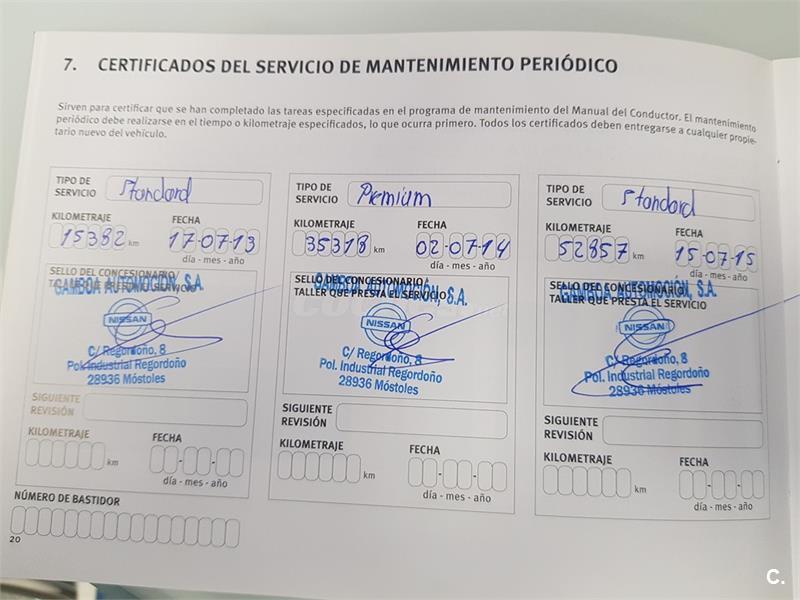 7. CERTIFICADOS DEL SERVICIO DE MANTENIMIENTO PERIÓDICO
Sirven para certificar que se han completado las tareas especificadas en el programa de mantenimiento del Manual del Conductor. El mantenimiento
periódico debe realizarse en el tiempo o kilometraje especificados, lo que ocurra primero. Todos los certificados deben entregarse a cualquier propie-
tario nuevo del vehículo.
TIPO DE
SERVICIO Standard
KILOMETRAJE FECHA
15382 km 17-07-13
día - mes - año
SELLO DEL CONCESIONARIO/
TALLER QUE PRESTA EL SERVICIO
GAMBOA AUTOMOCIÓN, S.A.
NISSAN
C/ Regordoño, 8
Pol. Industrial Regordoño
28936 Móstoles
SIGUIENTE
REVISIÓN
KILOMETRAJE FECHA
km
día - mes - año
TIPO DE
SERVICIO Premium
KILOMETRAJE FECHA
35318 km 02-07-14
día - mes - año
SELLO DEL CONCESIONARIO/
TALLER QUE PRESTA EL SERVICIO
GAMBOA AUTOMOCIÓN, S.A.
NISSAN
C/ Regordoño, 8
Pol. Industrial Regordoño
28936 Móstoles
SIGUIENTE
REVISIÓN
KILOMETRAJE FECHA
km
día - mes - año
TIPO DE
SERVICIO Standard
KILOMETRAJE FECHA
52857 km 15-07-15
día - mes - año
SELLO DEL CONCESIONARIO/
TALLER QUE PRESTA EL SERVICIO
GAMBOA AUTOMOCIÓN, S.A.
NISSAN
C/ Regordoño, 8
Pol. Industrial Regordoño
28936 Móstoles
SIGUIENTE
REVISIÓN
KILOMETRAJE FECHA
km
día - mes - año
NÚMERO DE BASTIDOR
20
C.